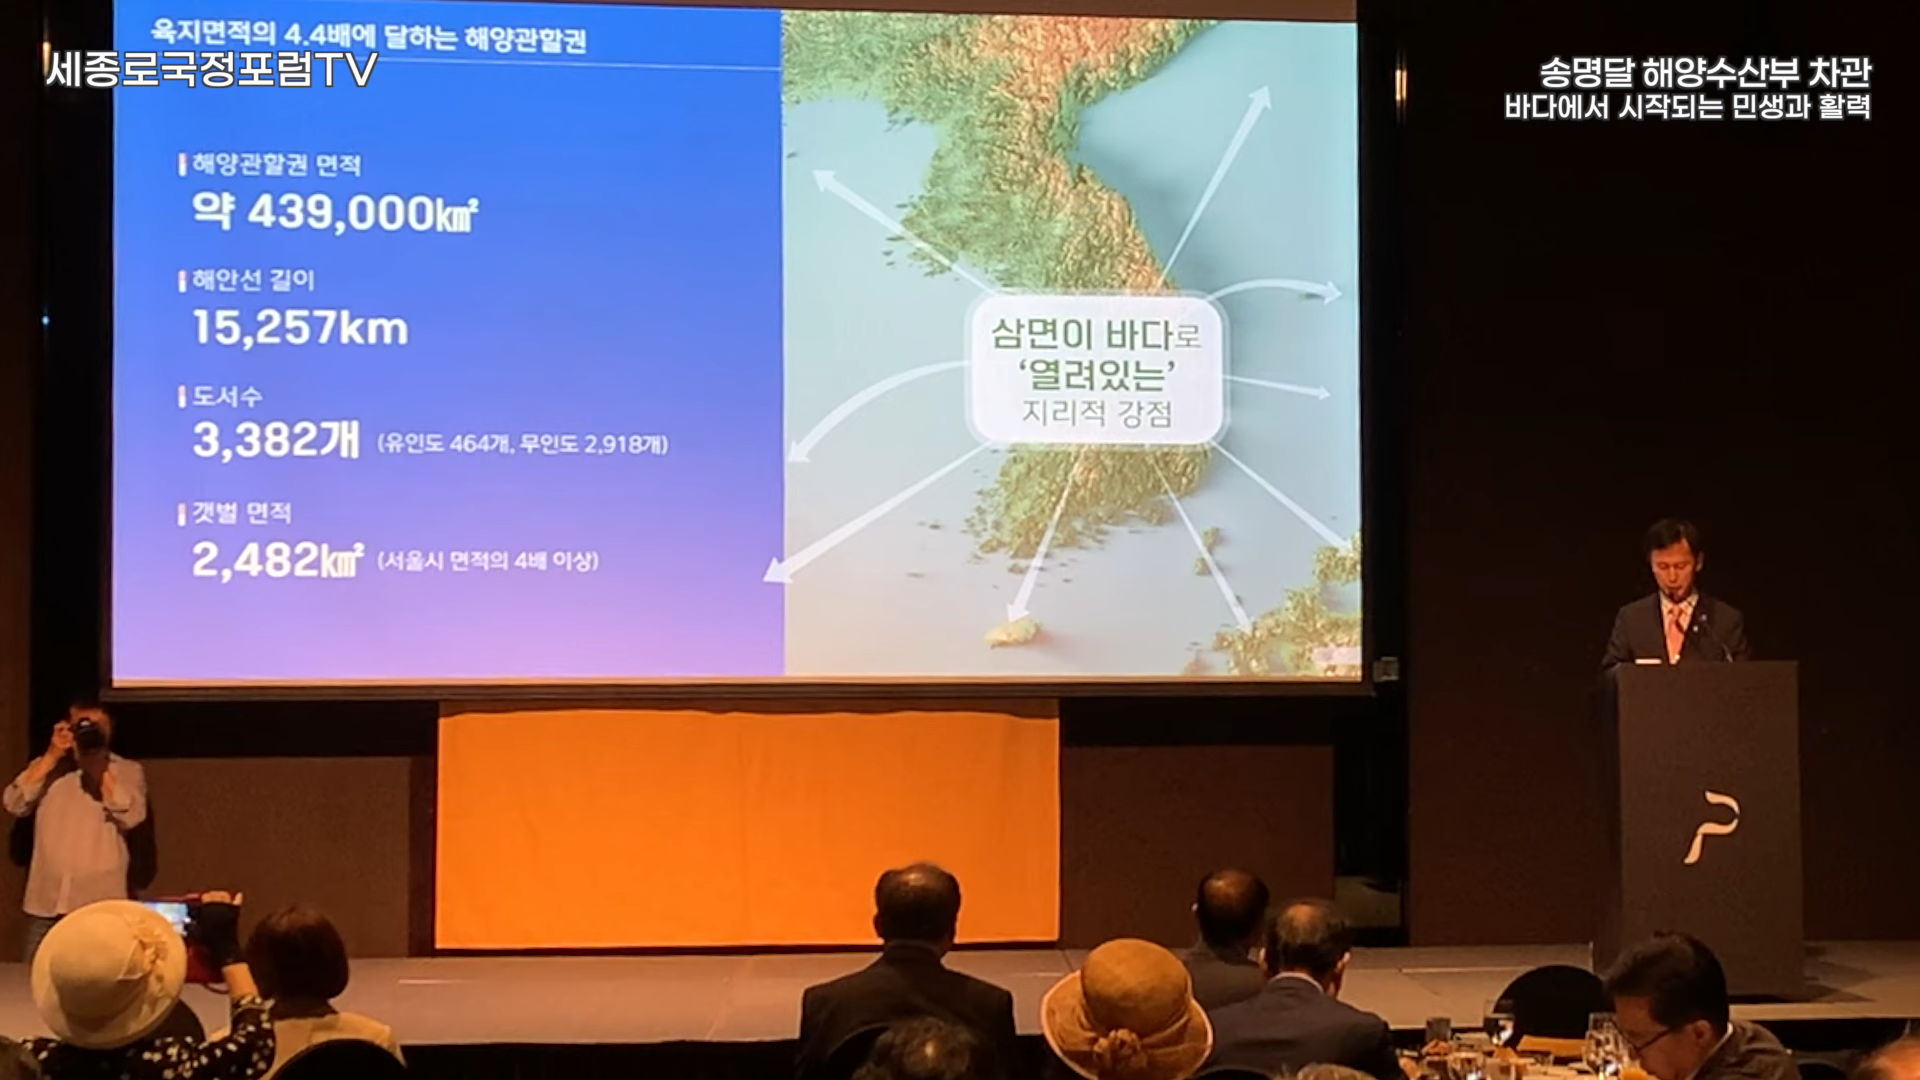 육지면적의 4.4배에 달하는 해양관할권
세종로국정포럼TV
송명달 해양수산부 차관
바다에서 시작되는 민생과 활력
해양관할권 면적
약 439,000㎢
해안선 길이
15,257km
도서수
3,382개 (유인도 464개, 무인도 2,918개)
갯벌 면적
2,482㎢ (서울시 면적의 4배 이상)
삼면이 바다로
‘열려있는’
지리적 강점